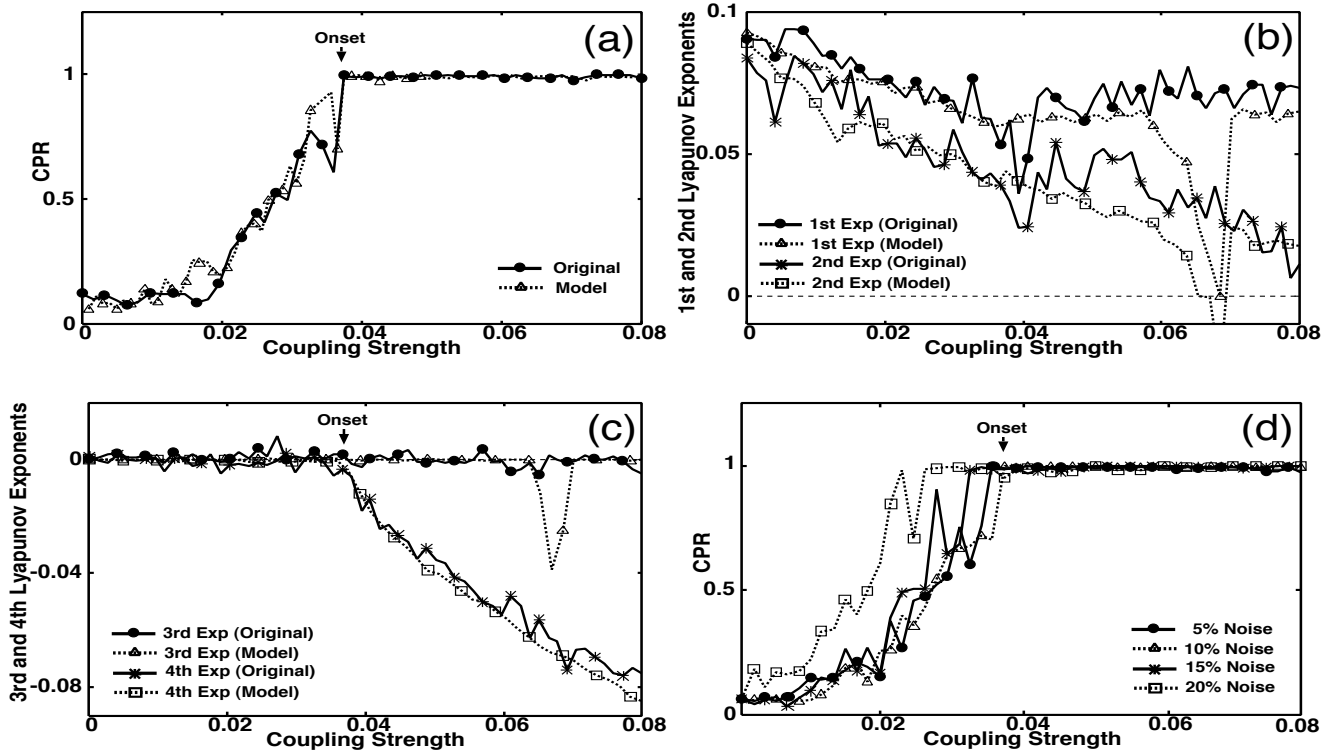 (a)
Onset
1
0.5
0
CPR
Original
Model
0
0.02
0.04
0.06
0.08
Coupling Strength
(b)
0.1
0.05
0
1st and 2nd Lyapunov Exponents
1st Exp (Original)
1st Exp (Model)
2nd Exp (Original)
2nd Exp (Model)
0
0.02
0.04
0.06
0.08
Coupling Strength
(c)
Onset
0
-0.04
-0.08
3rd and 4th Lyapunov Exponents
3rd Exp (Original)
3rd Exp (Model)
4th Exp (Original)
4th Exp (Model)
0
0.02
0.04
0.06
0.08
Coupling Strength
(d)
Onset
1
0.5
0
CPR
5% Noise
10% Noise
15% Noise
20% Noise
0.02
0.04
0.06
0.08
Coupling Strength